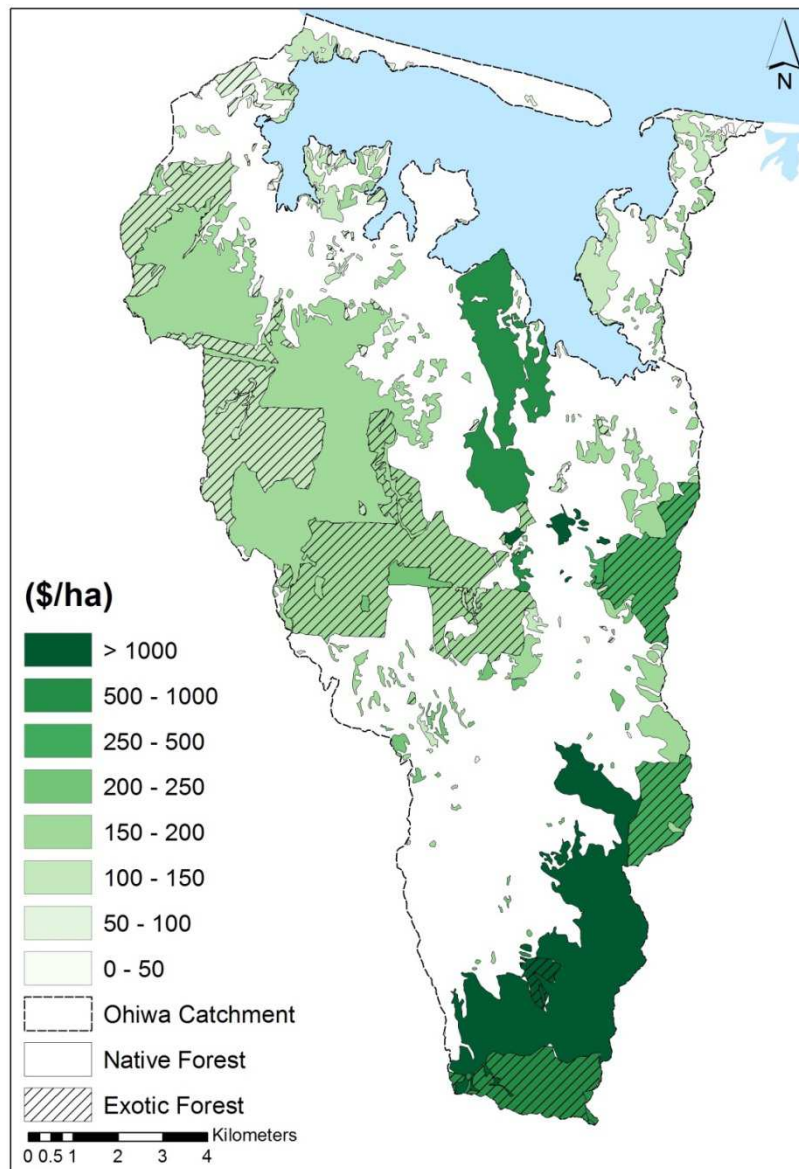 N
($/ha)
> 1000
500 - 1000
250 - 500
200 - 250
150 - 200
100 - 150
50 - 100
0 - 50
Ohiwa Catchment
Native Forest
Exotic Forest
Kilometers
0 0.5 1 2 3 4